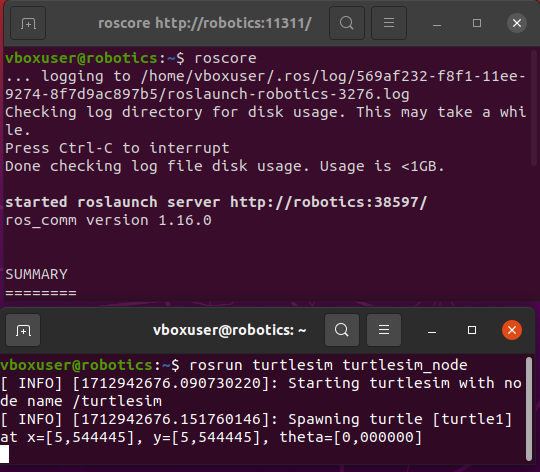 roscore http://robotics:11311/
vboxuser@robotics:~$ roscore
... logging to /home/vboxuser/.ros/log/569af232-f8f1-11ee-
9274-8f7d9ac897b5/roslaunch-robotics-3276.log
Checking log directory for disk usage. This may take a whi
le.
Press Ctrl-C to interrupt
Done checking log file disk usage. Usage is <1GB.
started roslaunch server http://robotics:38597/
ros_comm version 1.16.0
SUMMARY
========
vboxuser@robotics: ~
vboxuser@robotics:~$ rosrun turtlesim turtlesim_node
[ INFO] [1712942676.090730220]: Starting turtlesim with no
de name /turtlesim
[ INFO] [1712942676.151760146]: Spawning turtle [turtle1]
at x=[5,544445], y=[5,544445], theta=[0,000000]